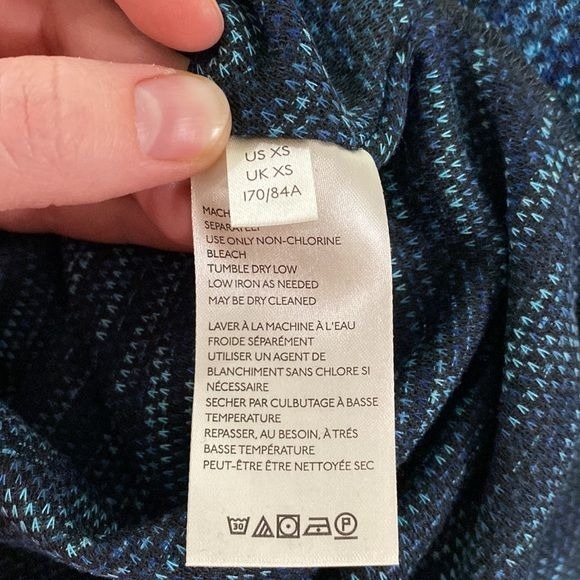 US XS
UK XS
170/84A
MACH
SEPARATELY
USE ONLY NON-CHLORINE
BLEACH
TUMBLE DRY LOW
LOW IRON AS NEEDED
MAY BE DRY CLEANED
LAVER À LA MACHINE À L'EAU
FROIDE SÉPARÉMENT
UTILISER UN AGENT DE
BLANCHIMENT SANS CHLORE SI
NÉCESSAIRE
SECHER PAR CULBUTAGE À BASSE
TEMPERATURE
REPASSER, AU BESOIN, À TRÉS
BASSE TEMPÉRATURE
PEUT-ÊTRE ÊTRE NETTOYÉE SEC
30
P